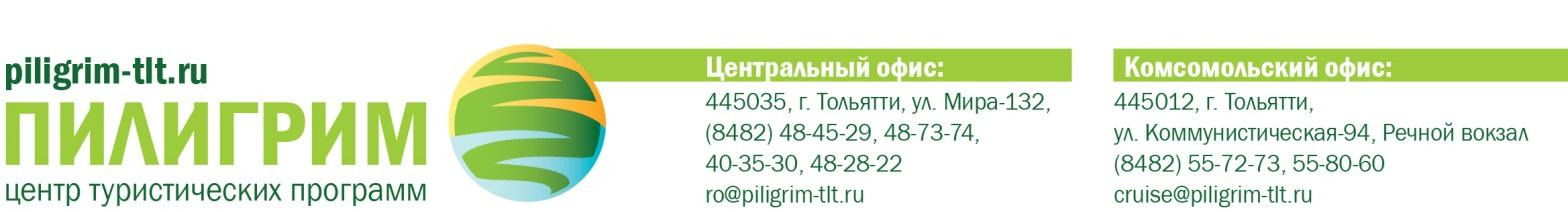 piligrim-tlt.ru
ПИЛИГРИМ
центр туристических программ
Центральный офис:
445035, г. Тольятти, ул. Мира-132,
(8482) 48-45-29, 48-73-74,
40-35-30, 48-28-22
ro@piligrim-tlt.ru
Комсомольский офис:
445012, г. Тольятти,
ул. Коммунистическая-94, Речной вокзал
(8482) 55-72-73, 55-80-60
cruise@piligrim-tlt.ru